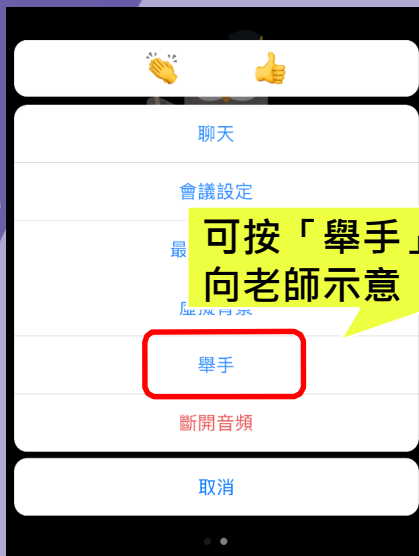 聊天
會議設定
最
可按「舉手」
向老師示意
虛擬背景
舉手
斷開音頻
取消